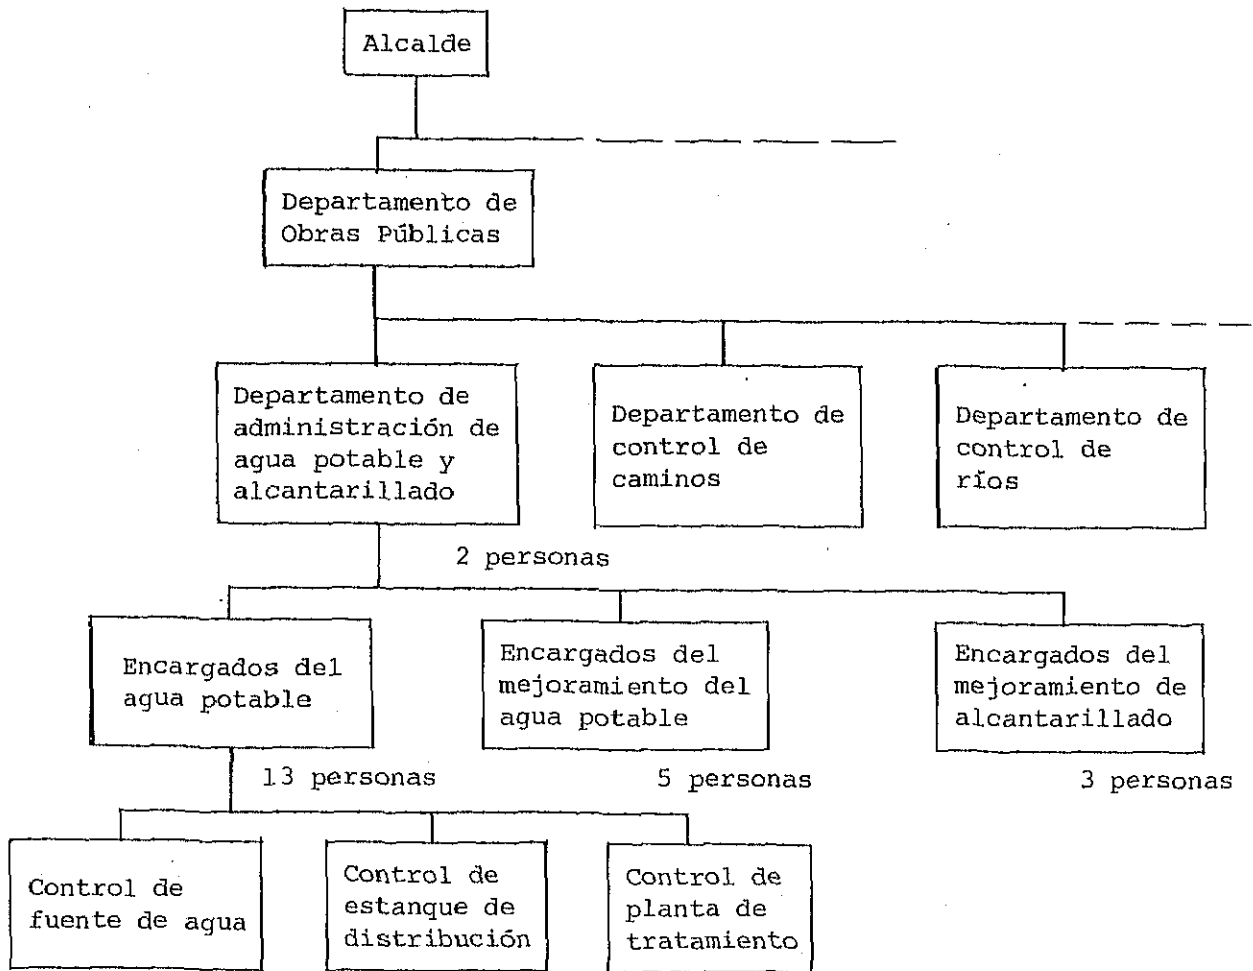 Alcalde
Departamento de
Obras Públicas
Departamento de
administración de
agua potable y
alcantarillado
Departamento de
control de
caminos
Departamento de
control de
ríos
2 personas
Encargados del
agua potable
Encargados del
mejoramiento del
agua potable
Encargados del
mejoramiento de
alcantarillado
13 personas
5 personas
3 personas
Control de
fuente de agua
Control de
estanque de
distribución
Control de
planta de
tratamiento